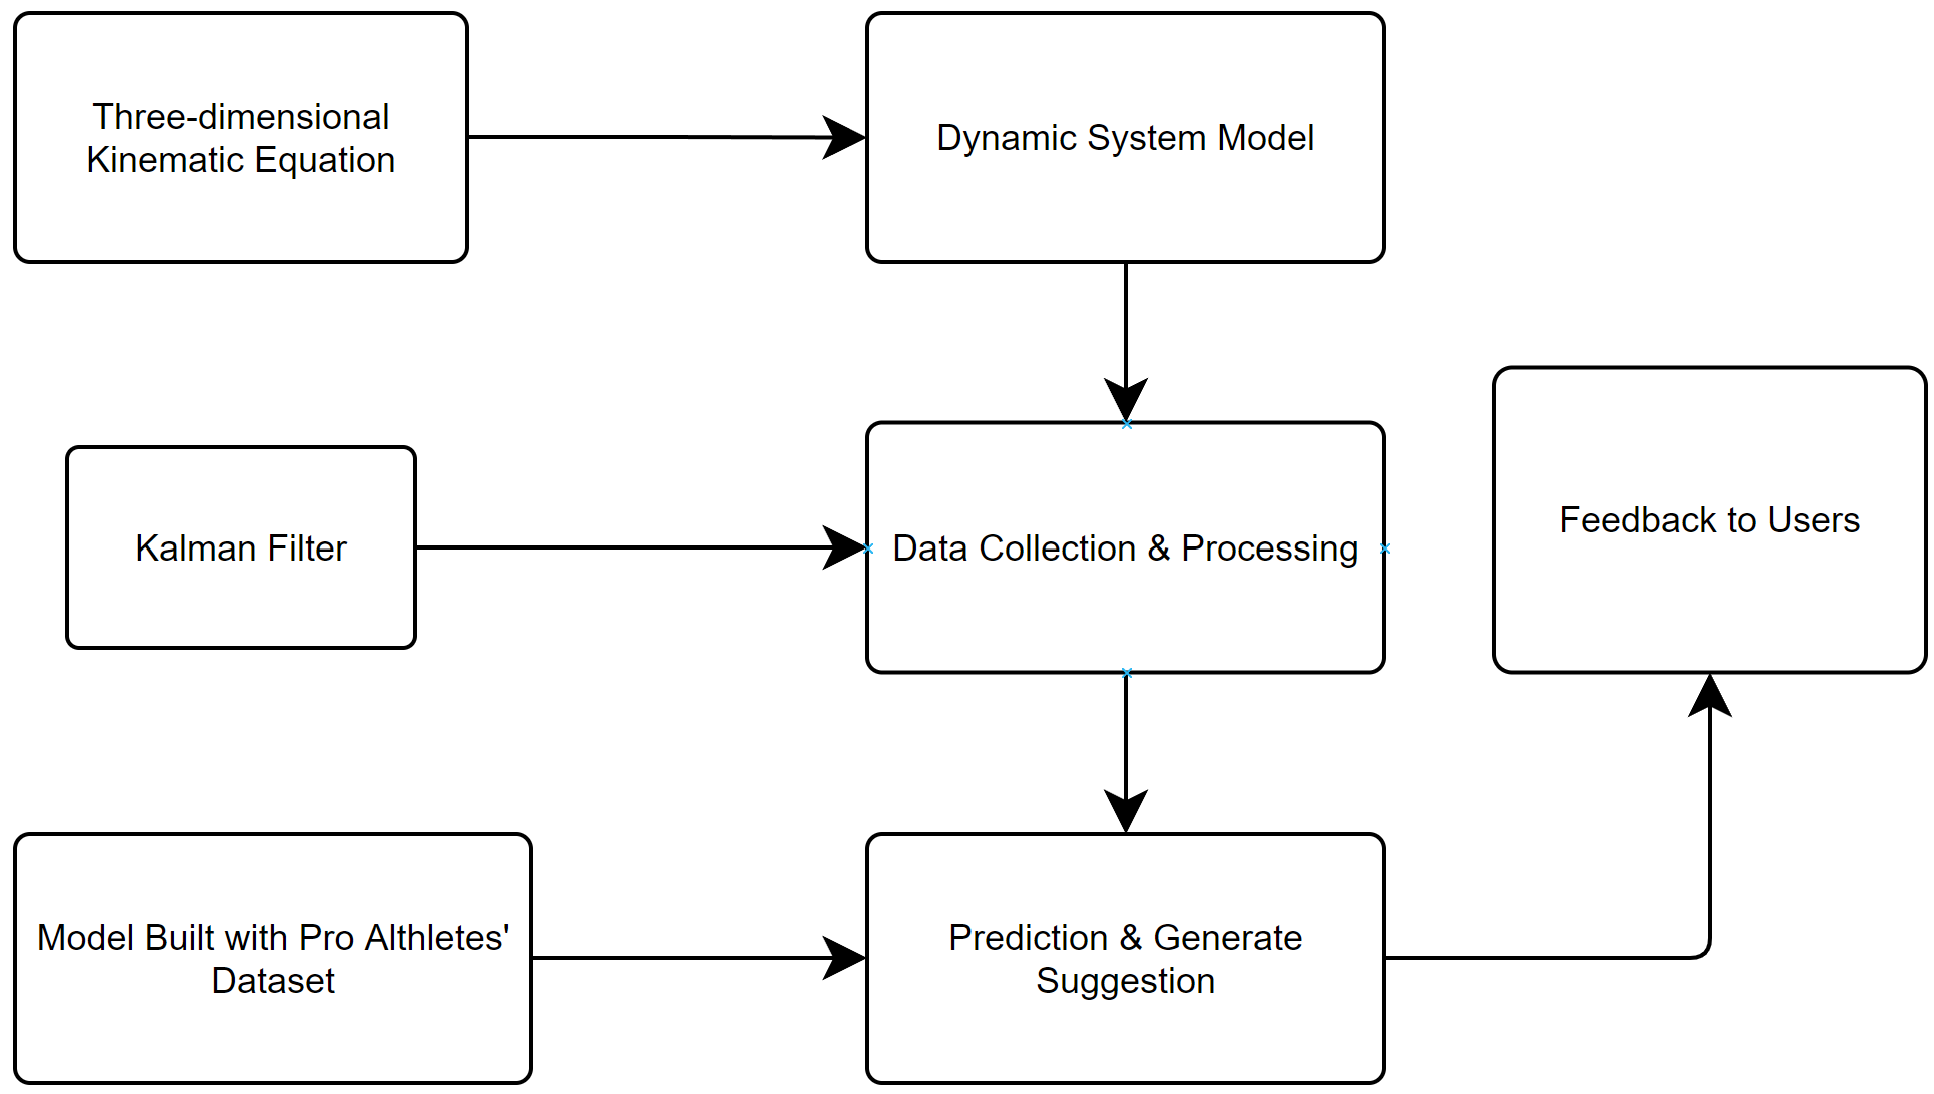 Three-dimensional
Kinematic Equation
Dynamic System Model
Kalman Filter
Data Collection & Processing
Feedback to Users
Model Built with Pro Althletes'
Dataset
Prediction & Generate
Suggestion